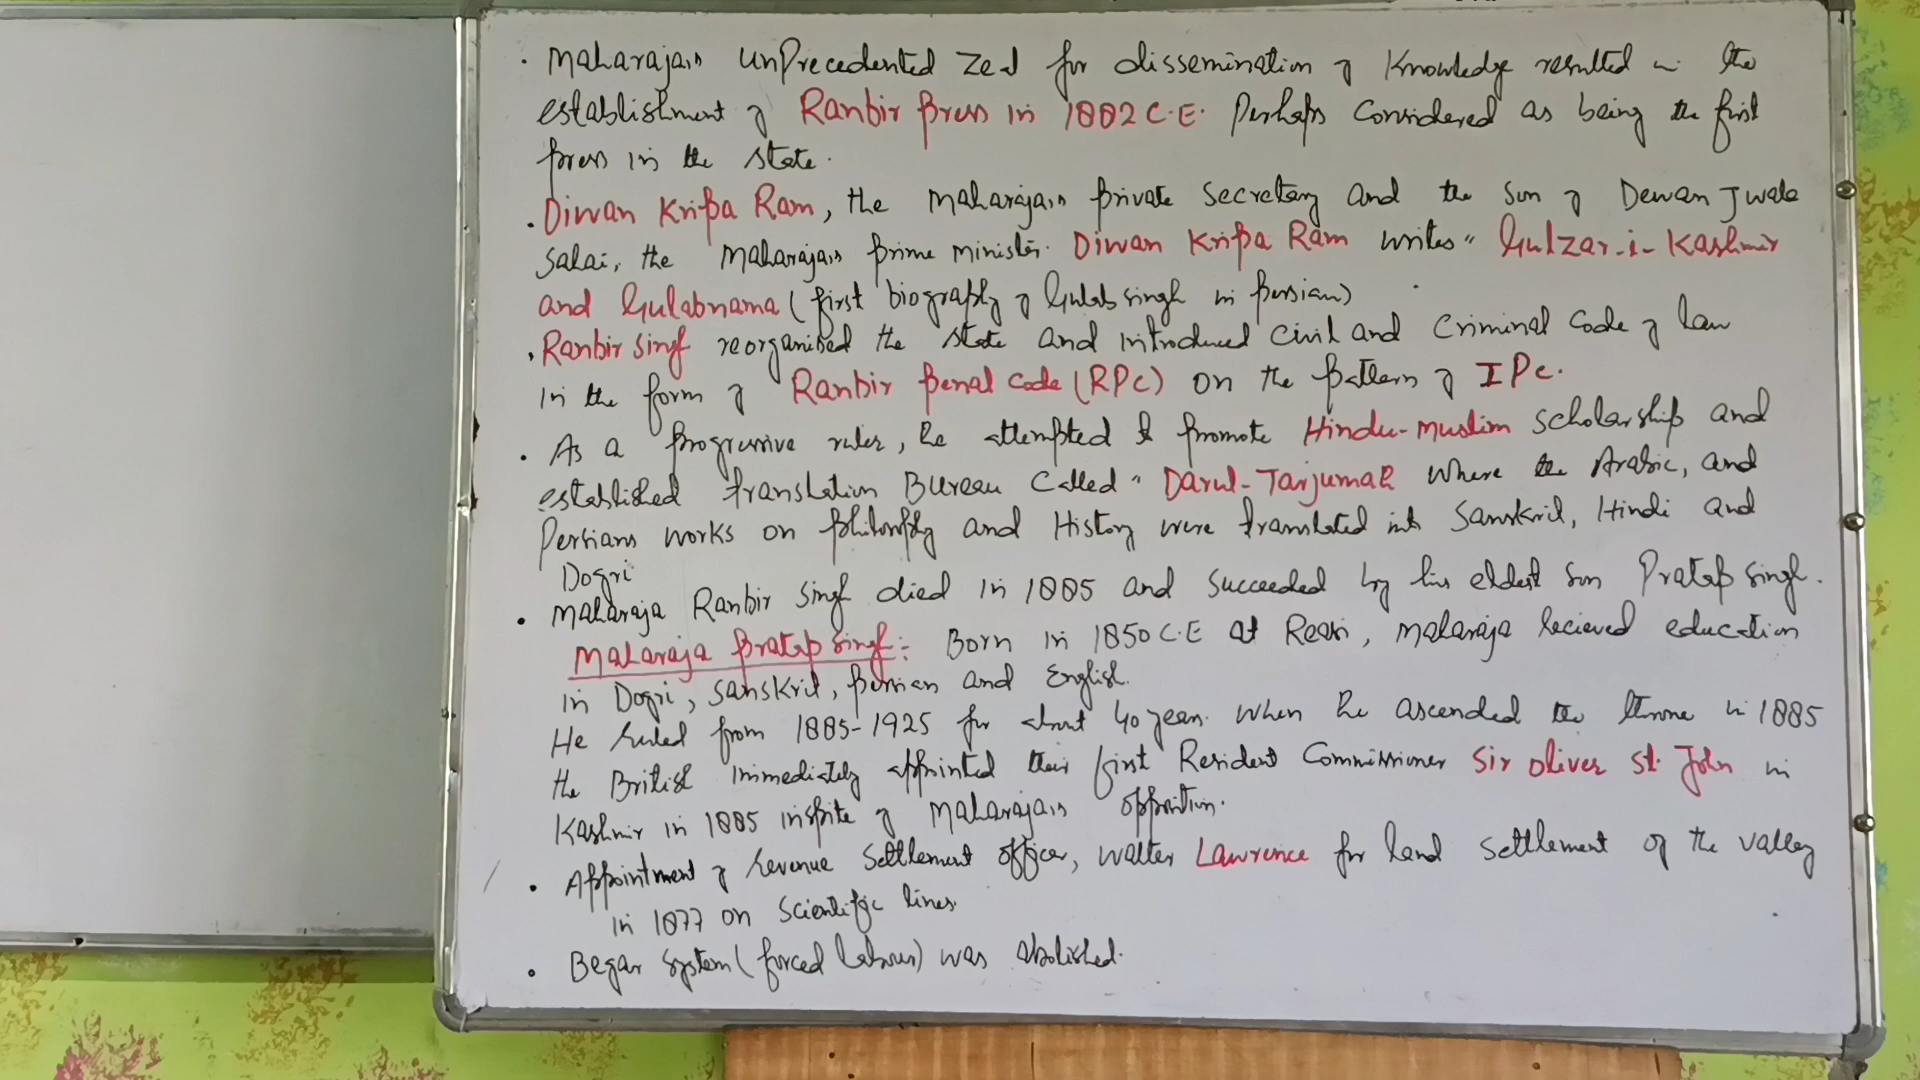 . Maharajas unprecedented zeal for dissemination of Knowledge resulted in the
establishment of Ranbir press in 1882 C.E. Perhaps Considered as being the first
press in the state.
. Diwan Kripa Ram, the Maharajas private secretary and the son of Dewan Jwala
Sahai, the Maharajas prime minister. Diwan Kripa Ram writes " Gulzar-i-Kashmir
and Gulabnama (first biography of Gulab singh in persian)
. Ranbir Singh reorganised the state and introduced civil and Criminal Code of law
in the form of Ranbir penal code (RPC) on the pattern of IPC.
. As a progressive ruler, he attempted to promote Hindu-Muslim scholarship and
established translation Bureau Called " Darul-Tarjumah where the Arabic, and
Persians works on philosophy and History were translated into Sanskrit, Hindi and
Dogri
. Maharaja Ranbir Singh died in 1885 and succeeded by his eldest son Pratap Singh.
Maharaja pratap Singh:- Born in 1850 C.E at Reasi, Maharaja recieved education
in Dogri, Sanskrit, persian and English.
He ruled from 1885-1925 for about 40 years. when he ascended the throne in 1885
the British immediately appointed their first Resident Commissioner Sir Oliver St. John in
Kashmir in 1885 inspite of Maharajas opposition.
. Appointment of revenue settlement officer, Walter Lawrence for land settlement of the valley
in 1877 on scientific lines.
. Begar system (forced labour) was abolished.